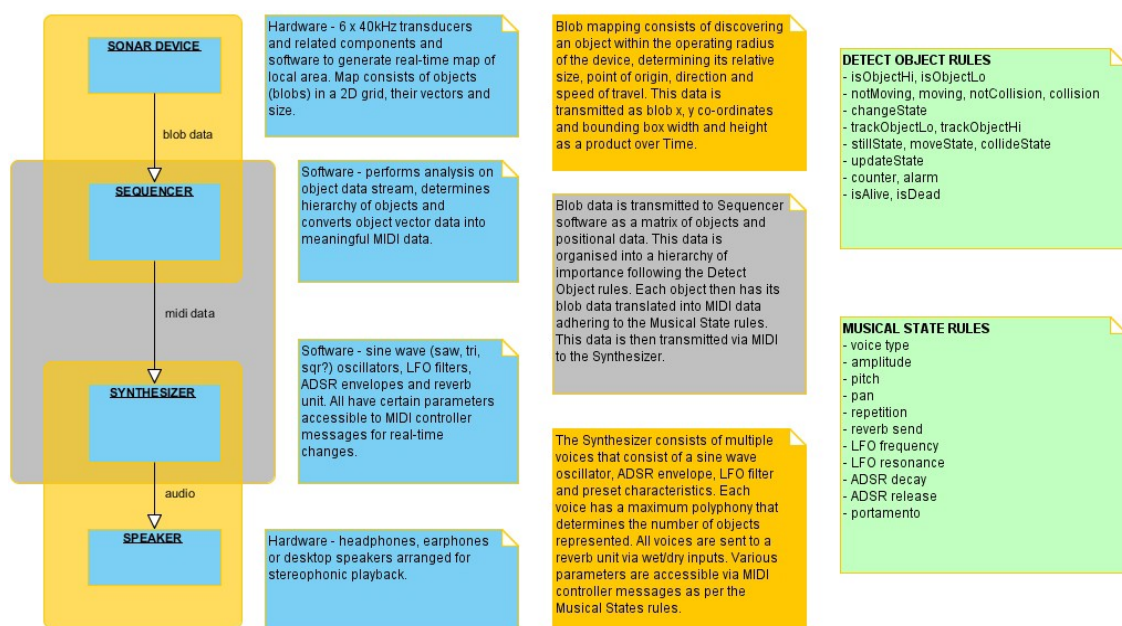 SONAR DEVICE
blob data
SEQUENCER
midi data
SYNTHESIZER
audio
SPEAKER
Hardware - 6 x 40kHz transducers
and related components and
software to generate real-time map of
local area. Map consists of objects
(blobs) in a 2D grid, their vectors and
size.
Software - performs analysis on
object data stream, determines
hierarchy of objects and
converts object vector data into
meaningful MIDI data.
Software - sine wave (saw, tri,
sqr?) oscillators, LFO filters,
ADSR envelopes and reverb
unit. All have certain parameters
accessible to MIDI controller
messages for real-time
changes.
Hardware - headphones, earphones
or desktop speakers arranged for
stereophonic playback.
Blob mapping consists of discovering
an object within the operating radius
of the device, determining its relative
size, point of origin, direction and
speed of travel. This data is
transmitted as blob x, y co-ordinates
and bounding box width and height
as a product over Time.
Blob data is transmitted to Sequencer
software as a matrix of objects and
positional data. This data is
organised into a hierarchy of
importance following the Detect
Object rules. Each object then has its
blob data translated into MIDI data
adhering to the Musical State rules.
This data is then transmitted via MIDI
to the Synthesizer.
The Synthesizer consists of multiple
voices that consist of a sine wave
oscillator, ADSR envelope, LFO filter
and preset characteristics. Each
voice has a maximum polyphony that
determines the number of objects
represented. All voices are sent to a
reverb unit via wet/dry inputs. Various
parameters are accessible via MIDI
controller messages as per the
Musical States rules.
DETECT OBJECT RULES
- isObjectHi, isObjectLo
- notMoving, moving, notCollision, collision
- changeState
- trackObjectLo, trackObjectHi
- stillState, moveState, collideState
- updateState
- counter, alarm
- isAlive, isDead
MUSICAL STATE RULES
- voice type
- amplitude
- pitch
- pan
- repetition
- reverb send
- LFO frequency
- LFO resonance
- ADSR decay
- ADSR release
- portamento